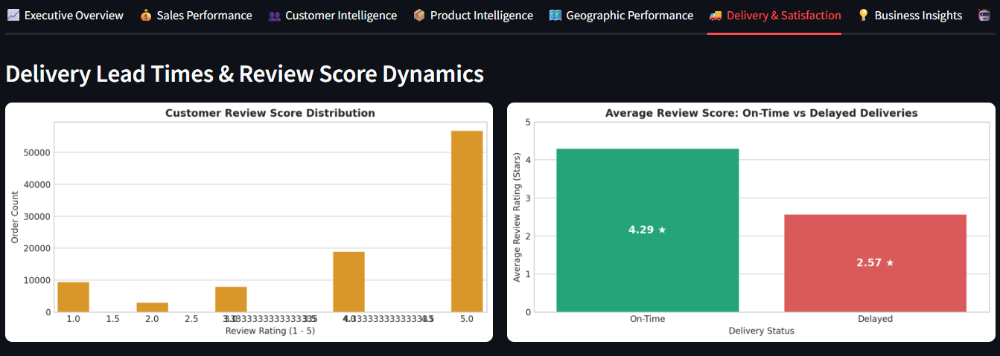 📈 Executive Overview 💰 Sales Performance 👥 Customer Intelligence 📦 Product Intelligence 🗺️ Geographic Performance 🚚 Delivery & Satisfaction 💡 Business Insights 🤖
Delivery Lead Times & Review Score Dynamics
Customer Review Score Distribution
Order Count
50000
40000
30000
20000
10000
0
1.0 1.5 2.0 2.5 5.0
Review Rating (1 - 5)
Average Review Score: On-Time vs Delayed Deliveries
Average Review Rating (Stars)
5
4
3
2
1
0
4.29 ★
2.57 ★
On-Time Delayed
Delivery Status